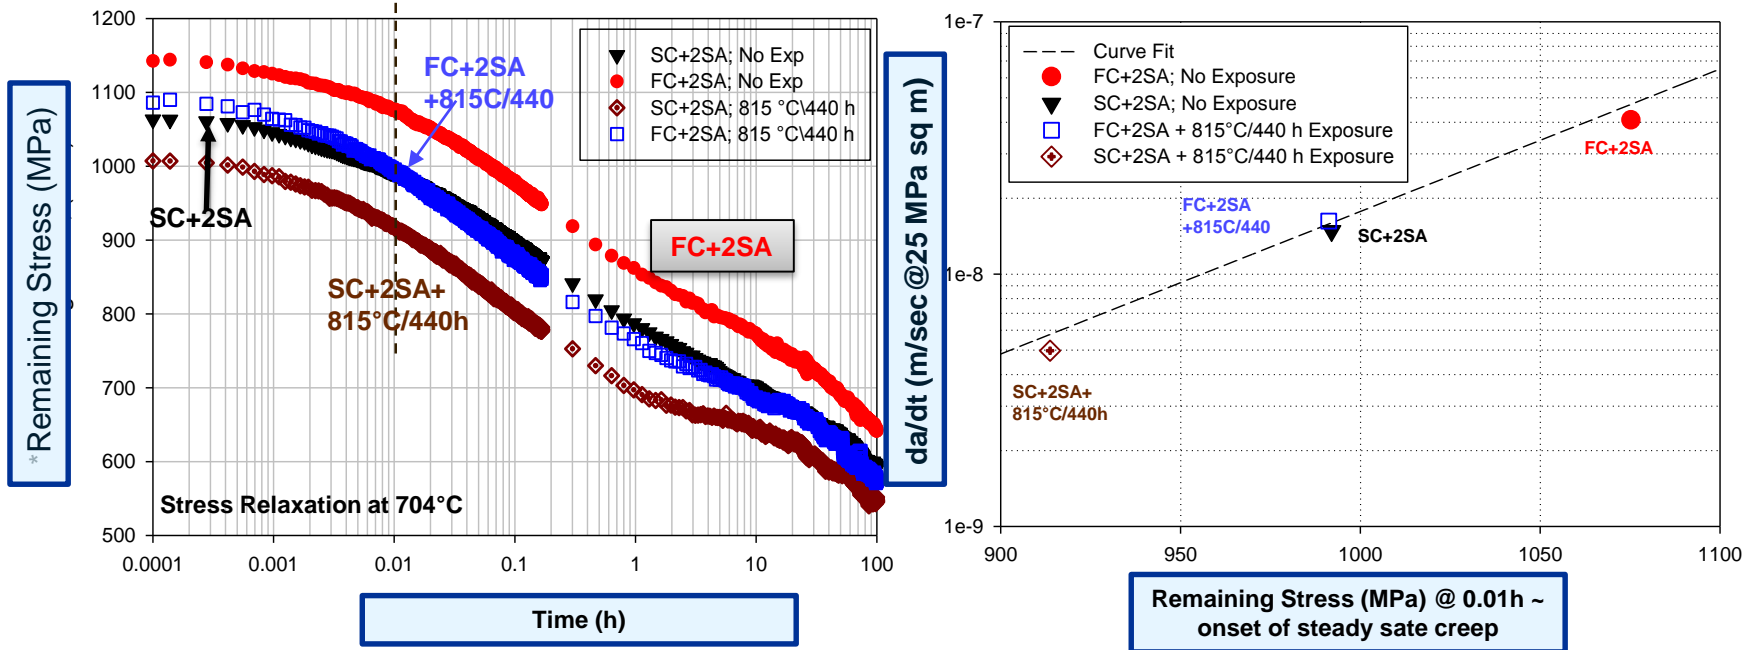 1200
1100
1000
900
800
700
600
500
0.0001
0.001
0.01
0.1
1
10
100
*Remaining Stress (MPa)
Time (h)
SC+2SA; No Exp
FC+2SA; No Exp
SC+2SA; 815 °C\440 h
FC+2SA; 815 °C\440 h
FC+2SA
+815C/440
SC+2SA
FC+2SA
SC+2SA+
815°C/440h
Stress Relaxation at 704°C
da/dt (m/sec@25 MPa sq m)
1e-7
1e-8
1e-9
900
950
1000
1050
1100
Curve Fit
FC+2SA; No Exposure
SC+2SA; No Exposure
FC+2SA + 815°C/440 h Exposure
SC+2SA + 815°C/440 h Exposure
FC+2SA
FC+2SA
+815C/440
SC+2SA
SC+2SA+
815°C/440h
Remaining Stress (MPa) @ 0.01h ~
onset of steady sate creep